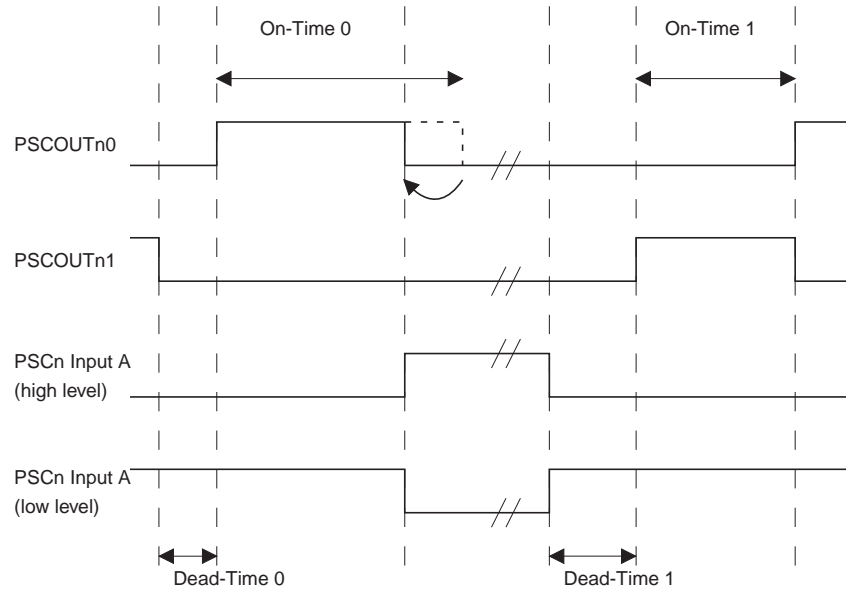 On-Time 0
On-Time 1
PSCOUTn0
PSCOUTn1
PSCn Input A
(high level)
PSCn Input A
(low level)
Dead-Time 0
Dead-Time 1